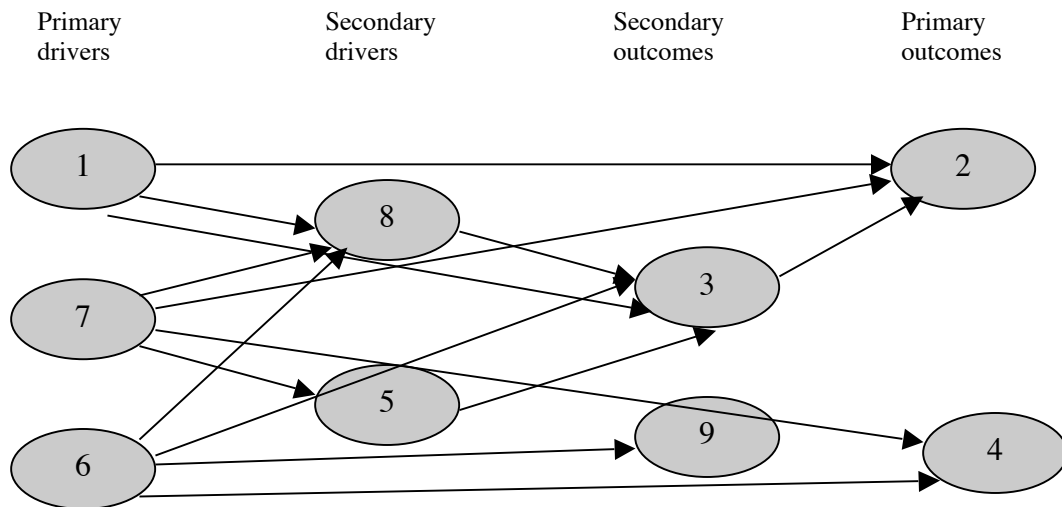 Primary
drivers
Secondary
drivers
Secondary
outcomes
Primary
outcomes
1
2
8
3
7
5
9
4
6